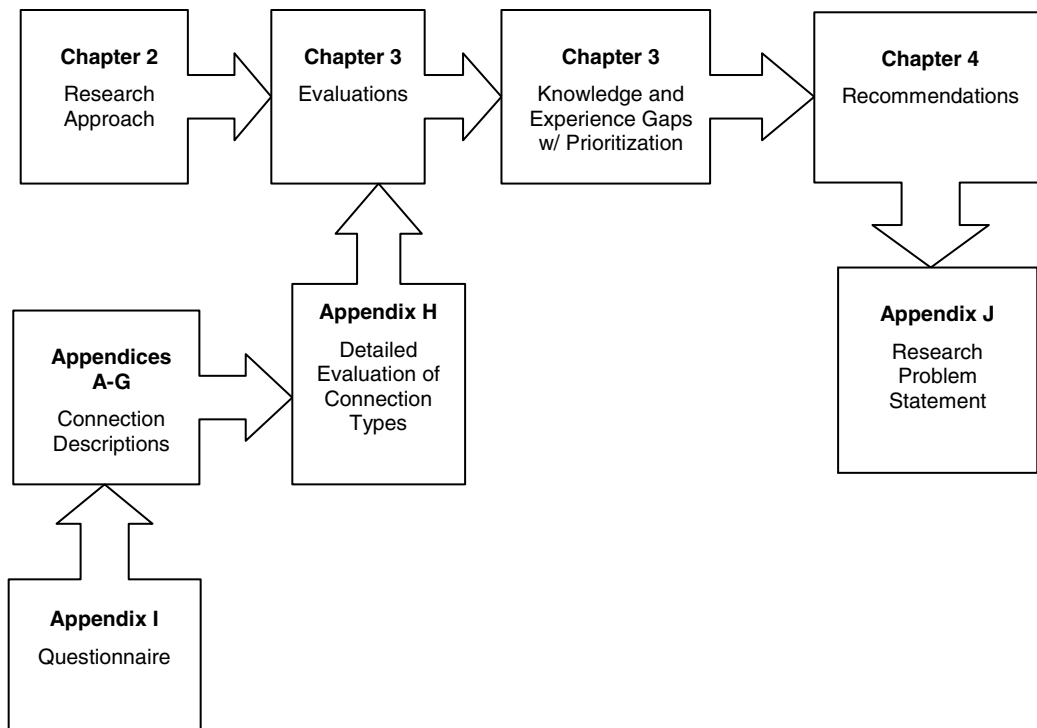 Chapter 2
Research
Approach
Chapter 3
Evaluations
Chapter 3
Knowledge and
Experience Gaps
w/ Prioritization
Chapter 4
Recommendations
Appendices
A-G
Connection
Descriptions
Appendix H
Detailed
Evaluation of
Connection
Types
Appendix J
Research
Problem
Statement
Appendix I
Questionnaire